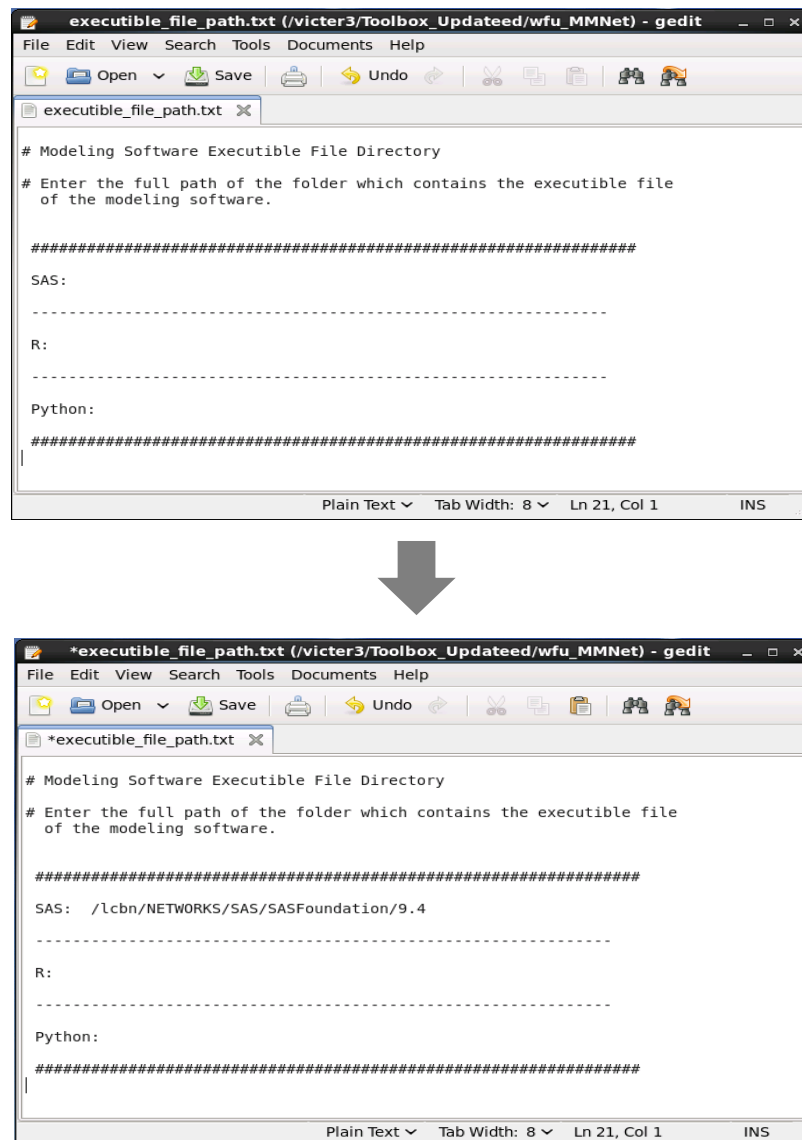 executible_file_path.txt (/victer3/Toolbox_Updateed/wfu_MMNet) - gedit
File Edit View Search Tools Documents Help
Open Save Undo
executible_file_path.txt
# Modeling Software Executible File Directory
# Enter the full path of the folder which contains the executible file
of the modeling software.
#################################################################
SAS:
--------------------------------------------------------------
R:
--------------------------------------------------------------
Python:
#################################################################
Plain Text Tab Width: 8 Ln 21, Col 1 INS
*executible_file_path.txt (/victer3/Toolbox_Updateed/wfu_MMNet) - gedit
File Edit View Search Tools Documents Help
Open Save Undo
*executible_file_path.txt
# Modeling Software Executible File Directory
# Enter the full path of the folder which contains the executible file
of the modeling software.
#################################################################
SAS: /lcbn/NETWORKS/SAS/SASFoundation/9.4
--------------------------------------------------------------
R:
--------------------------------------------------------------
Python:
#################################################################
Plain Text Tab Width: 8 Ln 21, Col 1 INS